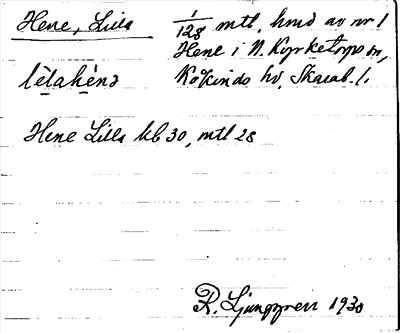 Hene, Lilla
1/128 mtl. hmd av nr 1
Hene i N. Kyrketorps sn,
Kåkinds hd, Skarab. l.
lèlahènə
Hene Lilla kb 30, mtl 28
R. Ljunggren 1930